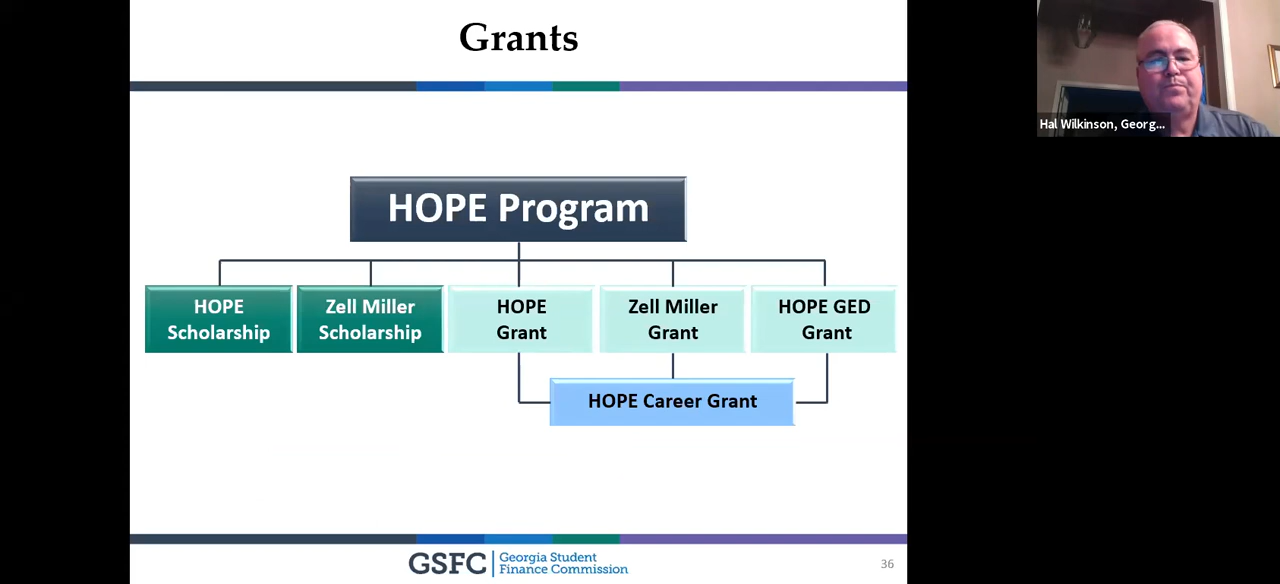 Grants
Hal Wilkinson, Georg...
HOPE Program
HOPE
Scholarship
Zell Miller
Scholarship
HOPE
Grant
Zell Miller
Grant
HOPE GED
Grant
HOPE Career Grant
GSFC
Georgia Student
Finance Commission
36